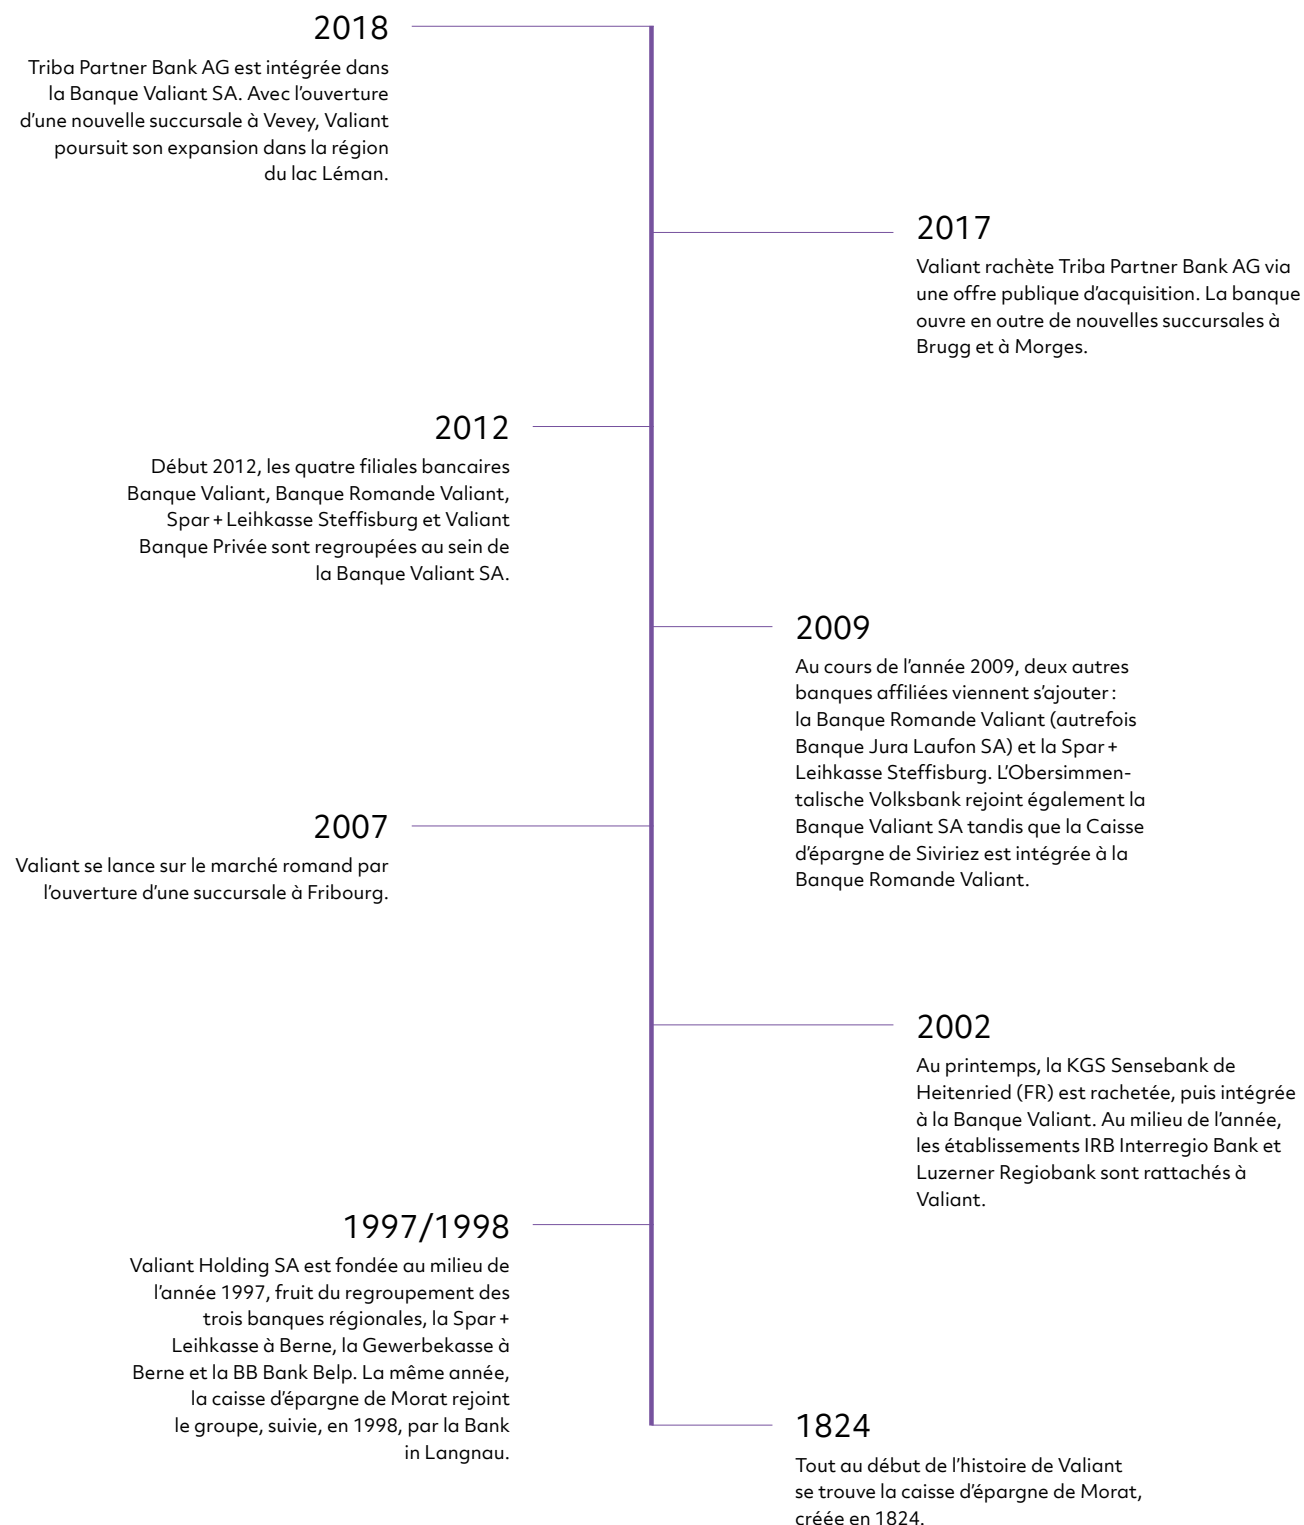 2018
Triba Partner Bank AG est intégrée dans
la Banque Valiant SA. Avec l’ouverture
d’une nouvelle succursale à Vevey, Valiant
poursuit son expansion dans la région
du lac Léman.
2017
Valiant rachète Triba Partner Bank AG via
une offre publique d’acquisition. La banque
ouvre en outre de nouvelles succursales à
Brugg et à Morges.
2012
Début 2012, les quatre filiales bancaires
Banque Valiant, Banque Romande Valiant,
Spar + Leihkasse Steffisburg et Valiant
Banque Privée sont regroupées au sein de
la Banque Valiant SA.
2009
Au cours de l’année 2009, deux autres
banques affiliées viennent s’ajouter :
la Banque Romande Valiant (autrefois
Banque Jura Laufon SA) et la Spar +
Leihkasse Steffisburg. L’Obersimmen-
talische Volksbank rejoint également la
Banque Valiant SA tandis que la Caisse
d’épargne de Siviriez est intégrée à la
Banque Romande Valiant.
2007
Valiant se lance sur le marché romand par
l’ouverture d’une succursale à Fribourg.
2002
Au printemps, la KGS Sensebank de
Heitenried (FR) est rachetée, puis intégrée
à la Banque Valiant. Au milieu de l’année,
les établissements IRB Interregio Bank et
Luzerner Regiobank sont rattachés à
Valiant.
1997/1998
Valiant Holding SA est fondée au milieu de
l’année 1997, fruit du regroupement des
trois banques régionales, la Spar +
Leihkasse à Berne, la Gewerbekasse à
Berne et la BB Bank Belp. La même année,
la caisse d’épargne de Morat rejoint
le groupe, suivie, en 1998, par la Bank
in Langnau.
1824
Tout au début de l’histoire de Valiant
se trouve la caisse d’épargne de Morat,
créée en 1824.